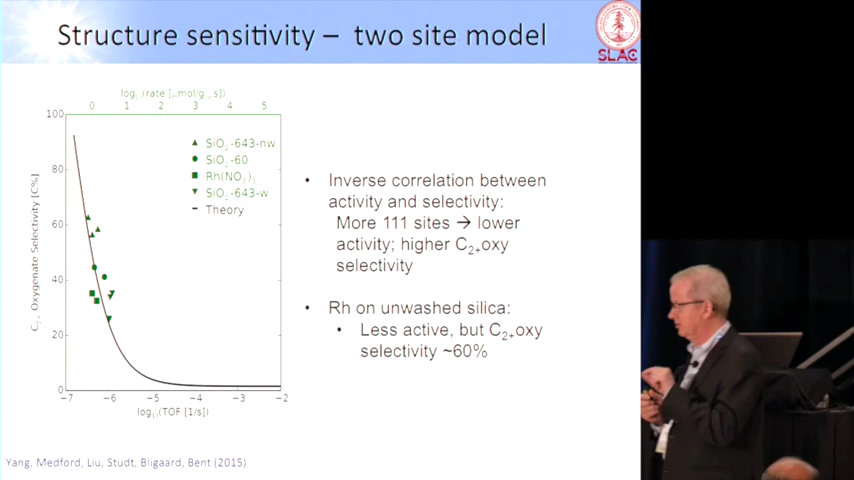 Structure sensitivity – two site model
SLAC
log₁₀(rate [μmol/gcat s])
0 1 2 3 4 5
100
80
60
40
20
0
C₂₊ Oxygenate Selectivity [C%]
SiO₂-643-nw
SiO₂-60
Rh(NO₃)₃
SiO₂-643-w
Theory
−7 −6 −5 −4 −3 −2
log₁₀(TOF [1/s])
• Inverse correlation between
activity and selectivity:
More 111 sites → lower
activity; higher C₂₊oxy
selectivity
• Rh on unwashed silica:
• Less active, but C₂₊oxy
selectivity ~60%
Yang, Medford, Liu, Studt, Bligaard, Bent (2015)